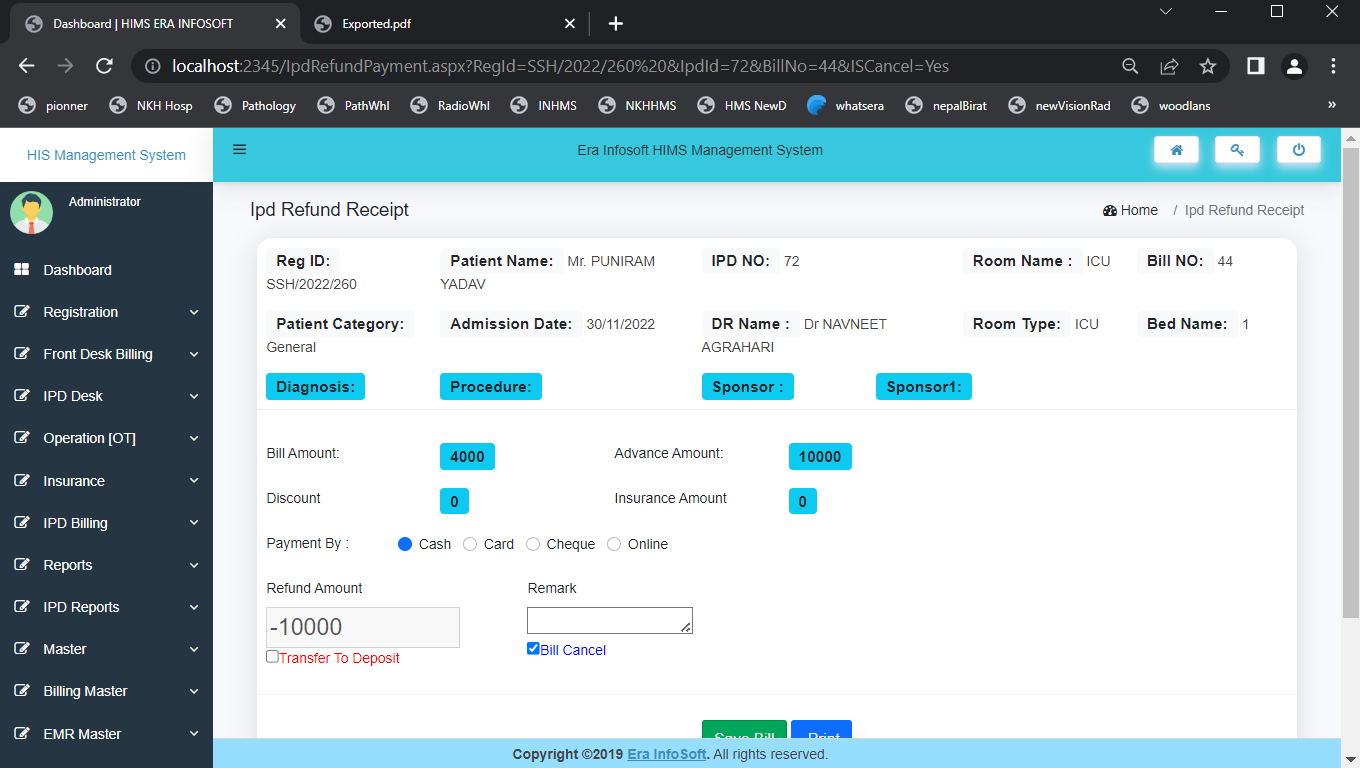 Dashboard | HIMS ERA INFOSOFT
Exported.pdf
localhost:2345/IpdRefundPayment.aspx?RegId=SSH/2022/260%20&IpdId=72&BillNo=44&ISCancel=Yes
pionner NKH Hosp Pathology PathWhl RadioWhl INHMS NKHHMS HMS NewD whatsera nepalBirat newVisionRad woodlans »
HIS Management System
Era Infosoft HIMS Management System
Administrator
Dashboard
Registration
Front Desk Billing
IPD Desk
Operation [OT]
Insurance
IPD Billing
Reports
IPD Reports
Master
Billing Master
EMR Master
Ipd Refund Receipt
Home / Ipd Refund Receipt
Reg ID: SSH/2022/260
Patient Name: Mr. PUNIRAM YADAV
IPD NO: 72
Room Name : ICU
Bill NO: 44
Patient Category: General
Admission Date: 30/11/2022
DR Name : Dr NAVNEET AGRAHARI
Room Type: ICU
Bed Name: 1
Diagnosis: Procedure: Sponsor : Sponsor1:
Bill Amount: 4000 Advance Amount: 10000
Discount 0 Insurance Amount 0
Payment By : Cash Card Cheque Online
Refund Amount Remark
-10000
Transfer To Deposit
Bill Cancel
Save Bill Print
Copyright ©2019 Era InfoSoft. All rights reserved.